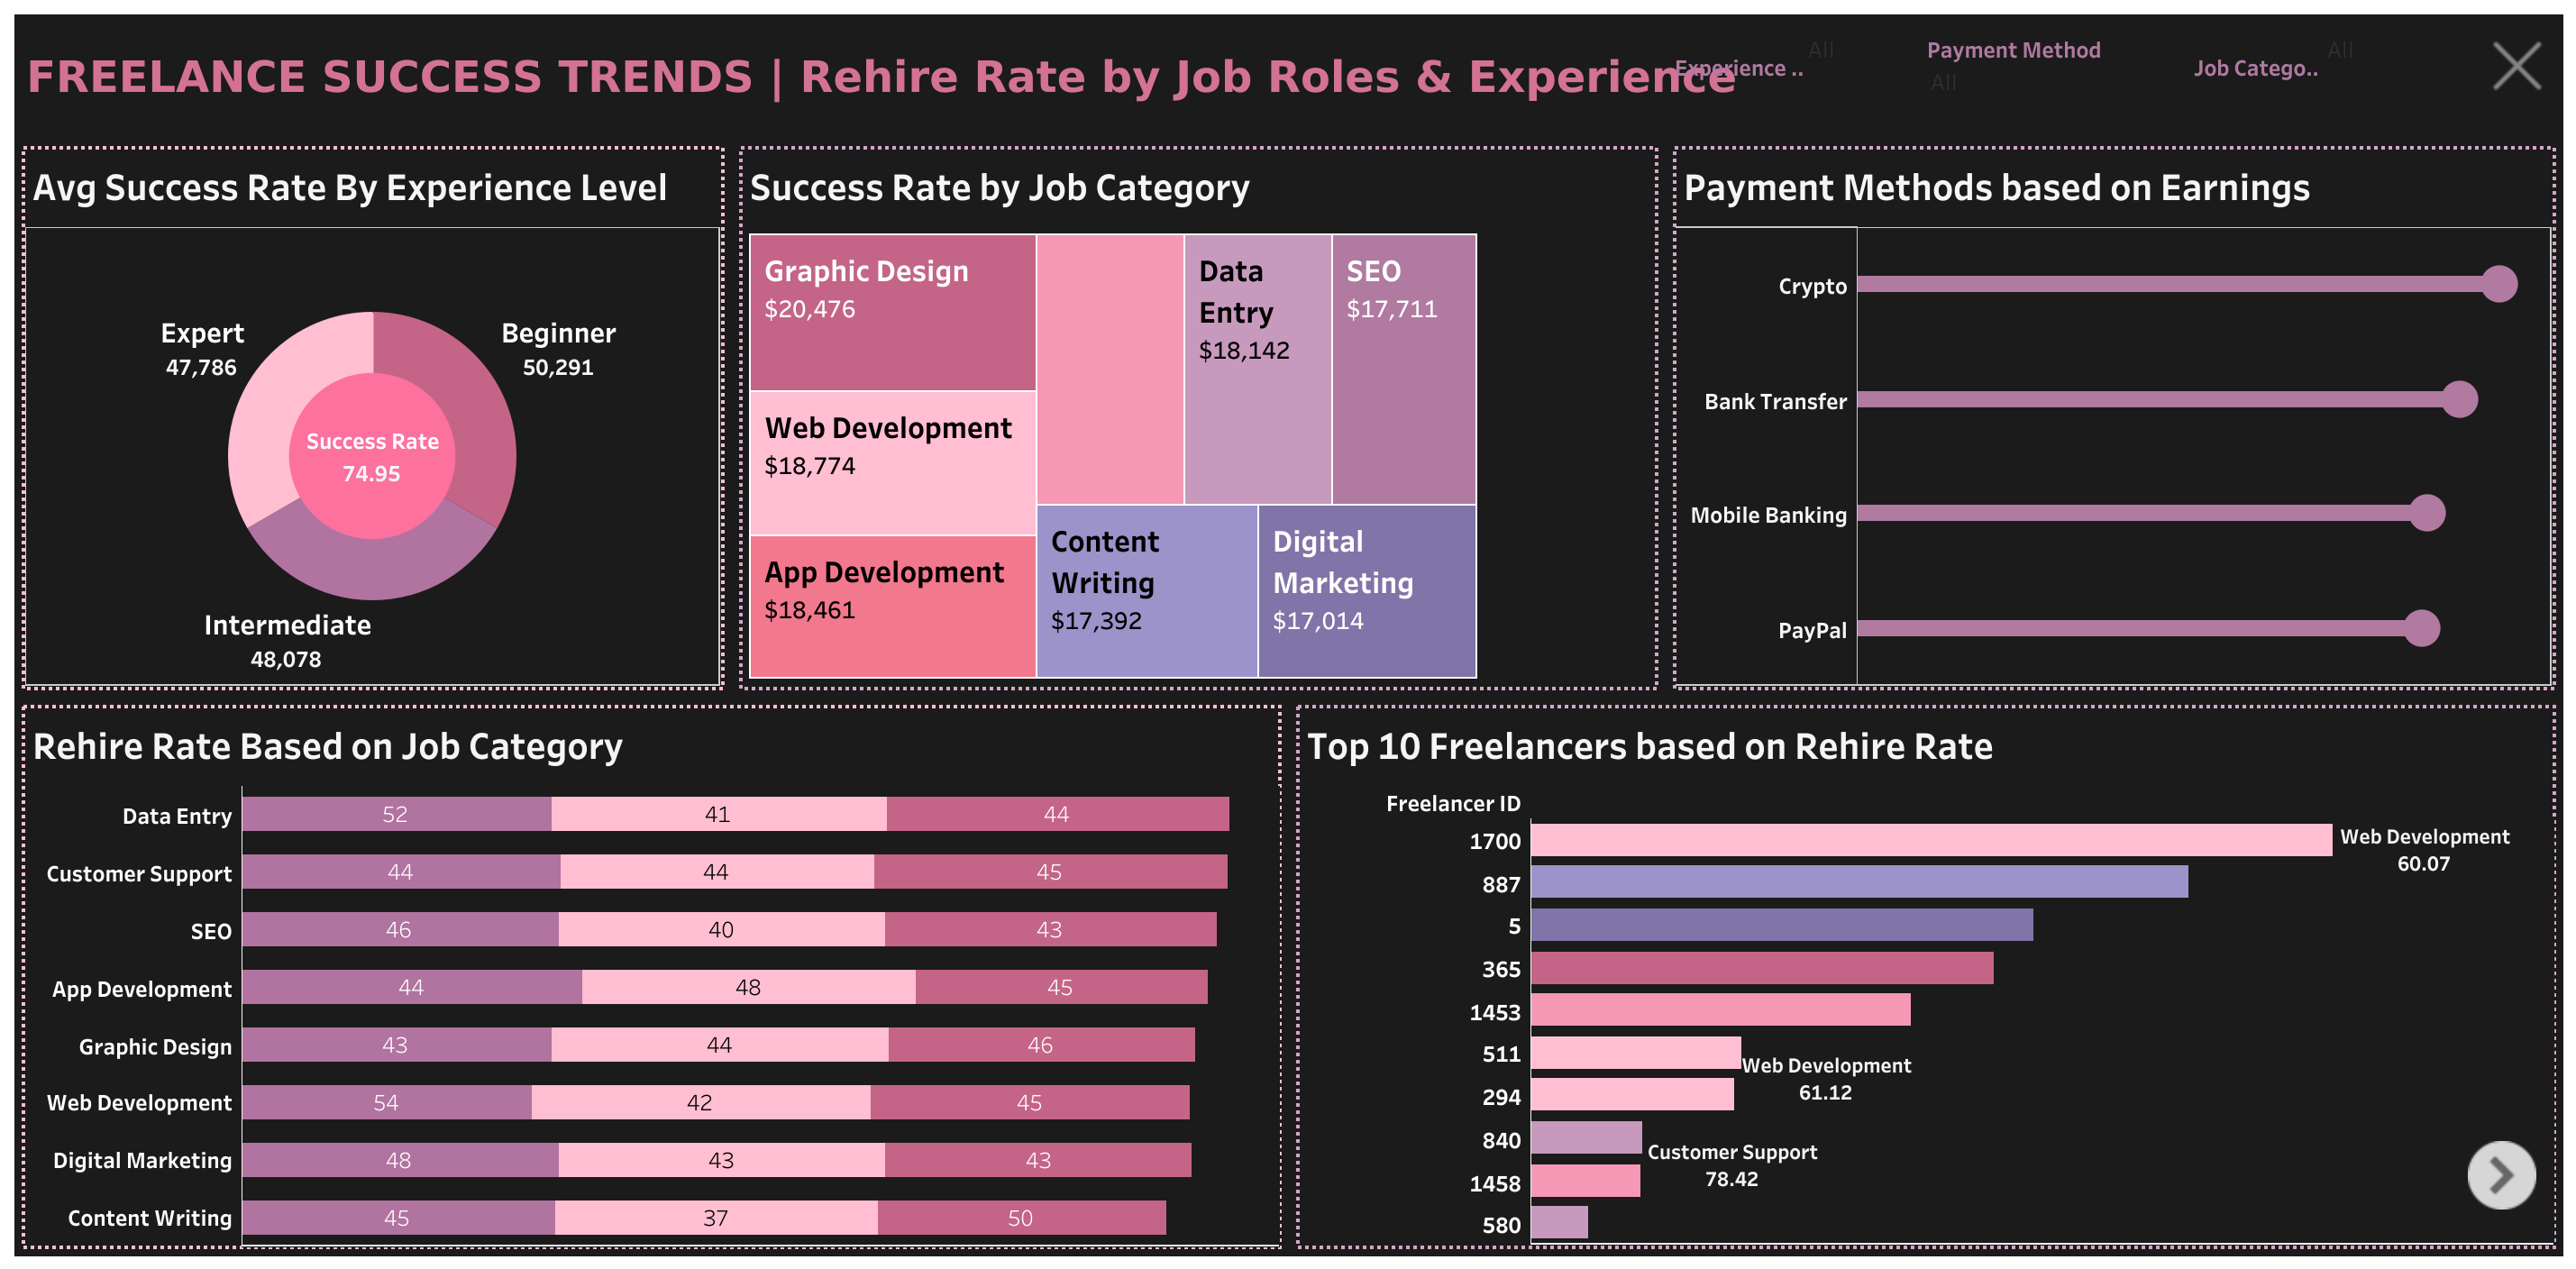 FREELANCE SUCCESS TRENDS | Rehire Rate by Job Roles & Experience
Experience ..
All
Payment Method
All
Job Catego..
All
Avg Success Rate By Experience Level
Expert
47,786
Beginner
50,291
Success Rate
74.95
Intermediate
48,078
Success Rate by Job Category
Graphic Design
$20,476
Web Development
$18,774
App Development
$18,461
Data
Entry
$18,142
SEO
$17,711
Content
Writing
$17,392
Digital
Marketing
$17,014
Payment Methods based on Earnings
Crypto
Bank Transfer
Mobile Banking
PayPal
Rehire Rate Based on Job Category
Data Entry 52 41 44
Customer Support 44 44 45
SEO 46 40 43
App Development 44 48 45
Graphic Design 43 44 46
Web Development 54 42 45
Digital Marketing 48 43 43
Content Writing 45 37 50
Top 10 Freelancers based on Rehire Rate
Freelancer ID
1700
Web Development
60.07
887
5
365
1453
511
Web Development
61.12
294
840
Customer Support
78.42
1458
580